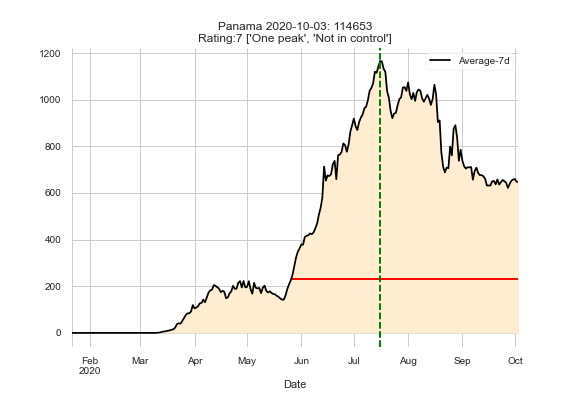 Panama 2020-10-03: 114653
Rating:7 ['One peak', 'Not in control']
Average-7d
1200
1000
800
600
400
200
0
Feb Mar Apr May Jun Jul Aug Sep Oct
2020
Date